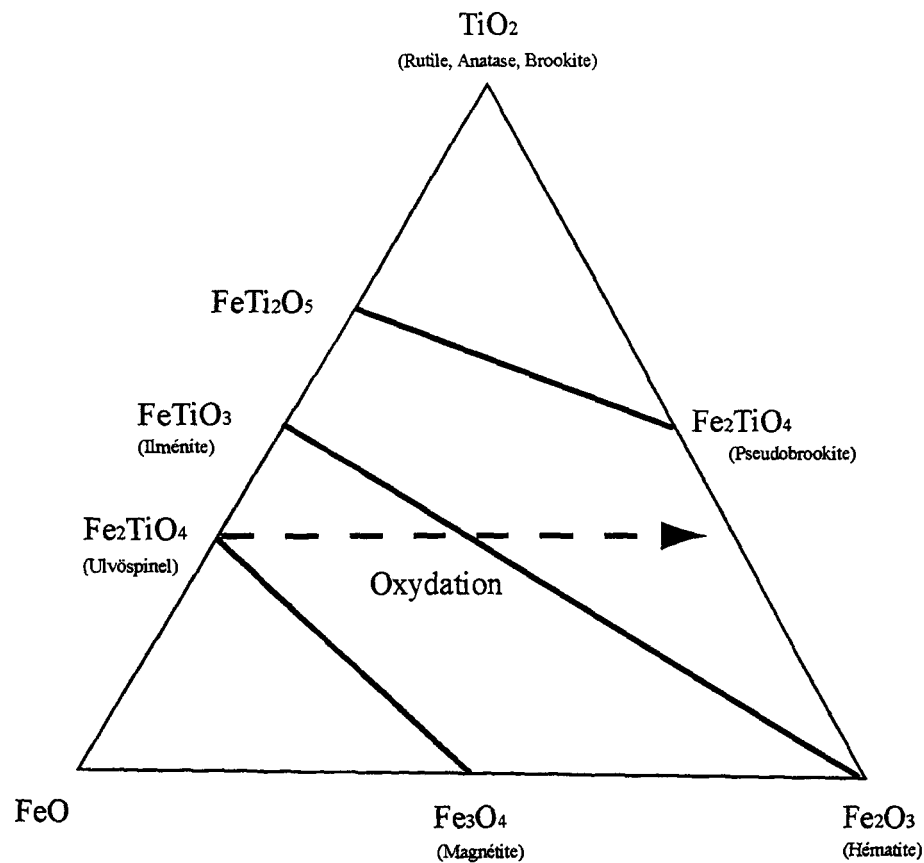 TiO₂
(Rutile, Anatase, Brookite)
FeTi₂O₅
FeTiO₃
(Ilménite)
Fe₂TiO₄
(Pseudobrookite)
Fe₂TiO₄
(Ulvöspinel)
Oxydation
FeO
Fe₃O₄
(Magnétite)
Fe₂O₃
(Hématite)